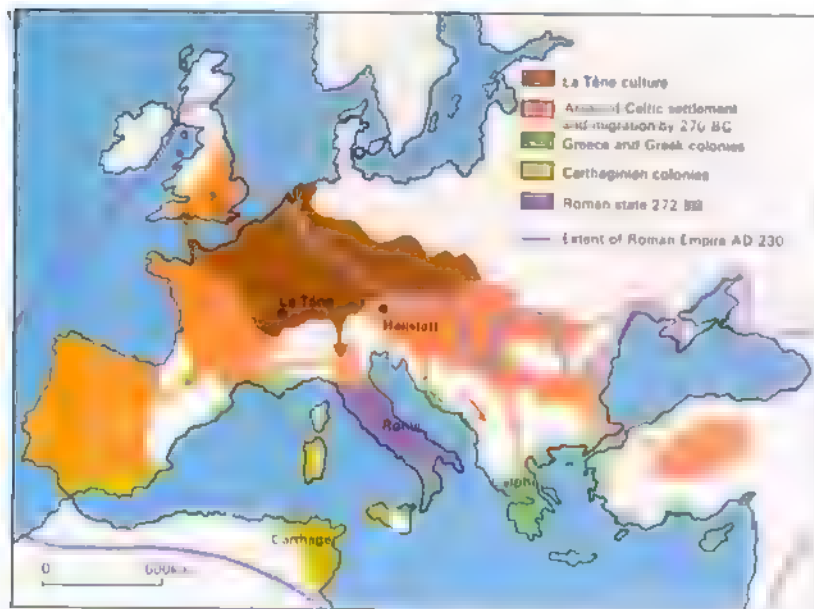 La Tène culture
Celtic settlement
and migration by 270 BC
Greece and Greek colonies
Carthaginian colonies
Roman state 272
Extent of Roman Empire AD 230
La Tène
Hallstatt
Rome
Delphi
Carthage
0